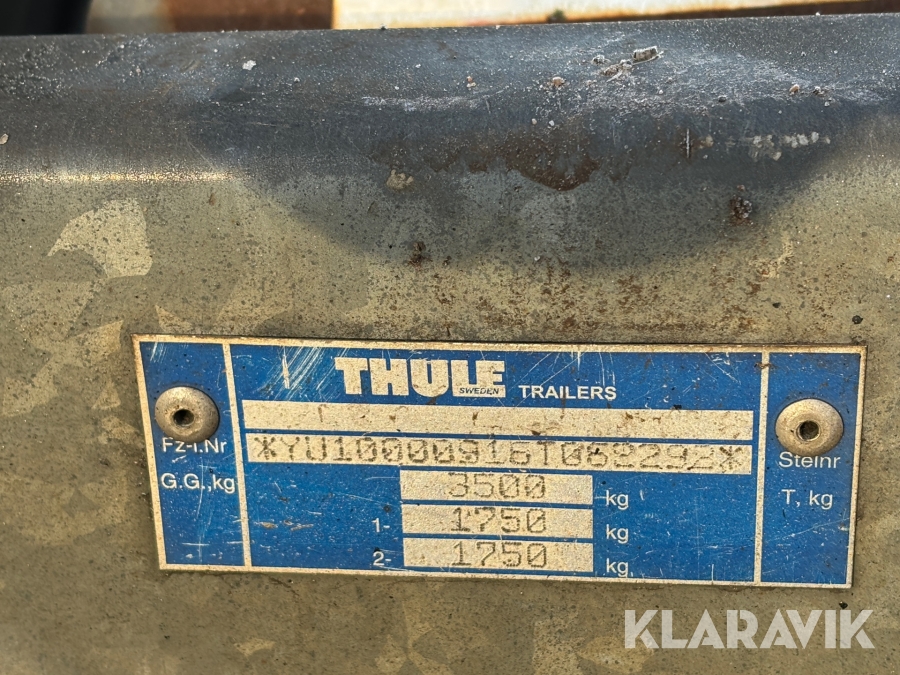 THULE
SWEDEN
TRAILERS
Fz-I.Nr
*YU10000916T062292*
Steinr
G.G.,kg
3500 kg
T, kg
1- 1750 kg
2- 1750 kg
KLARAVIK